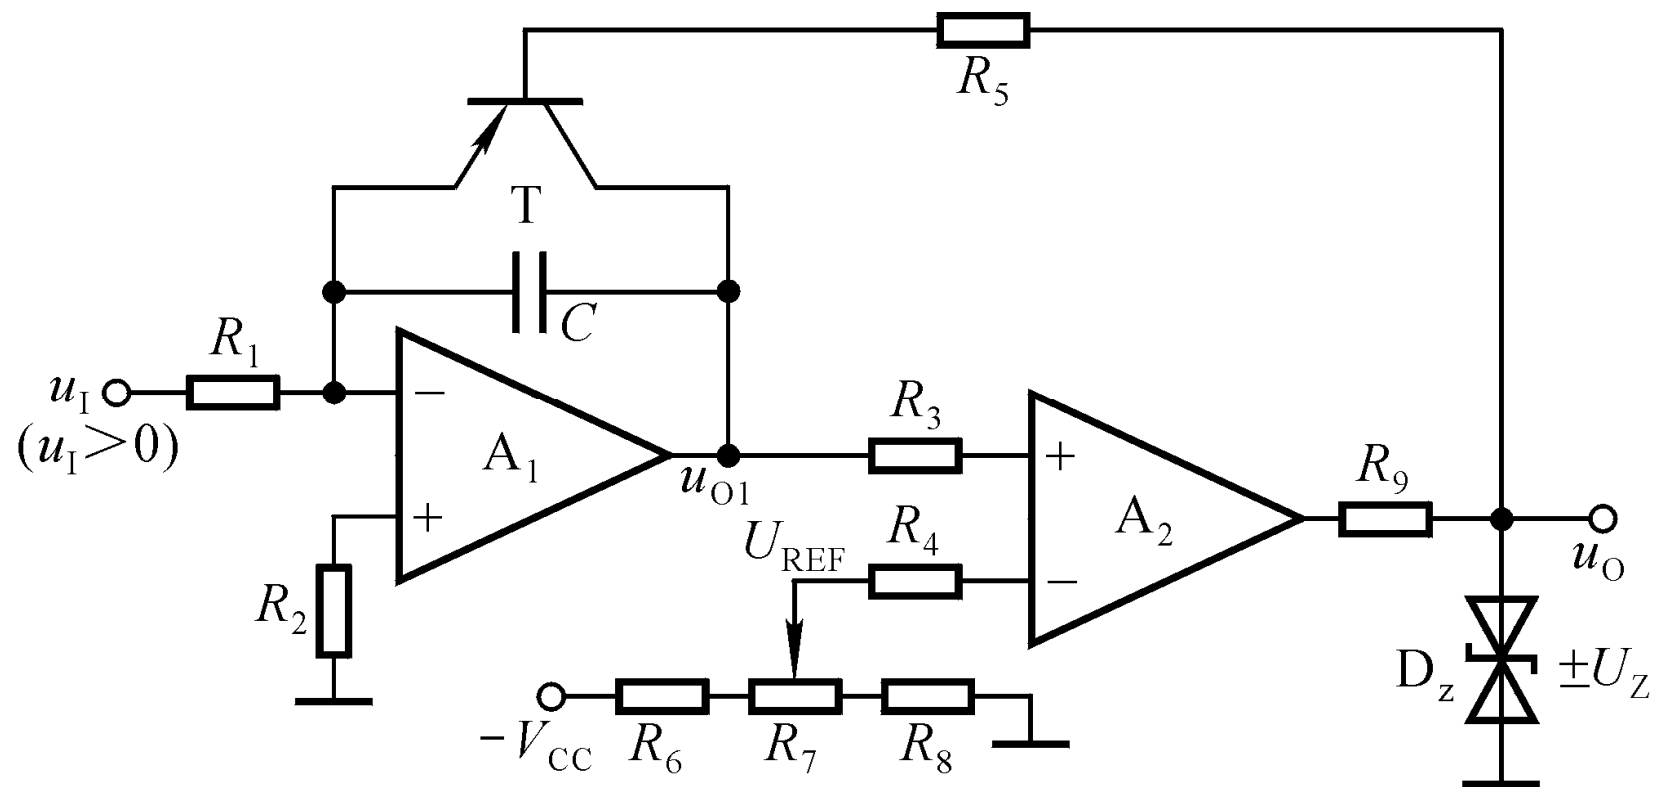 R5
T
C
R1
uI
(uI>0)
−
A1
+
R2
uO1
R3
+
R4
UREF
−
A2
R9
uO
−VCC
R6
R7
R8
Dz
±UZ